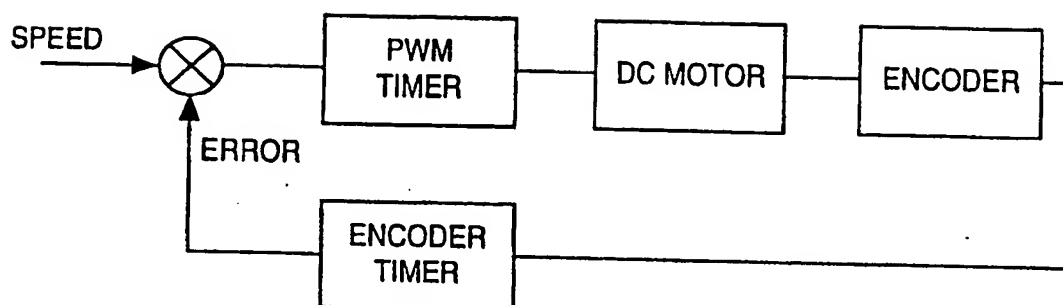 SPEED
PWM
TIMER
DC MOTOR
ENCODER
ERROR
ENCODER
TIMER